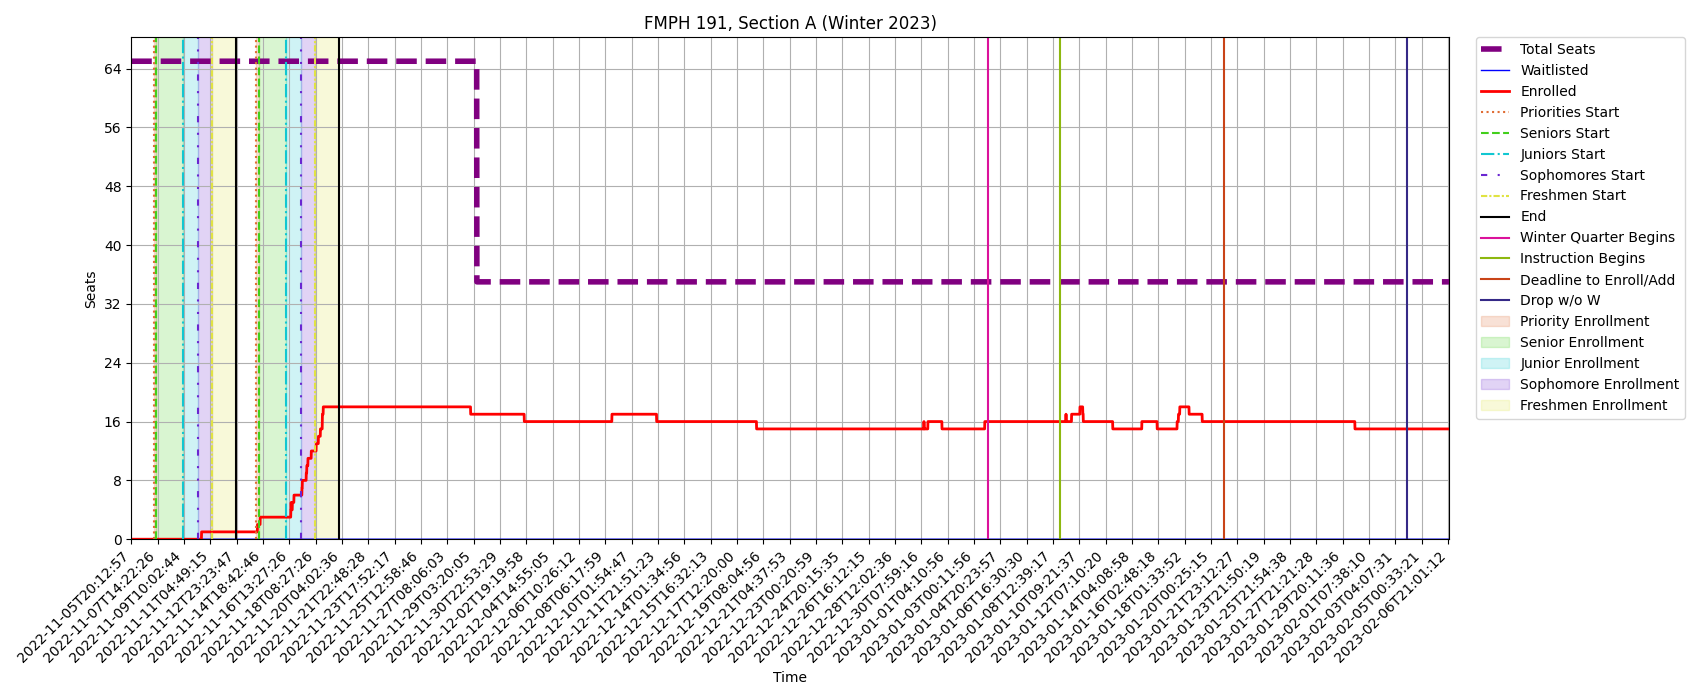 FMPH 191, Section A (Winter 2023)
Seats
64
56
48
40
32
24
16
8
0
2022-11-05T20:12:57
2022-11-07T14:22:26
2022-11-09T10:02:44
2022-11-11T04:49:15
2022-11-12T23:23:47
2022-11-14T18:42:46
2022-11-16T13:27:26
2022-11-18T08:27:26
2022-11-20T04:02:36
2022-11-21T22:48:28
2022-11-23T17:52:17
2022-11-25T12:58:46
2022-11-27T08:06:03
2022-11-29T03:20:05
2022-11-30T22:53:29
2022-12-02T19:19:58
2022-12-04T14:55:05
2022-12-06T10:26:12
2022-12-08T06:17:59
2022-12-10T01:54:47
2022-12-11T21:51:23
2022-12-14T01:34:56
2022-12-15T16:32:13
2022-12-17T12:20:00
2022-12-19T08:04:56
2022-12-21T04:37:53
2022-12-23T00:20:59
2022-12-24T20:15:35
2022-12-26T16:12:15
2022-12-28T12:02:36
2022-12-30T07:59:16
2023-01-01T04:10:56
2023-01-03T00:11:56
2023-01-04T20:23:57
2023-01-06T16:30:30
2023-01-08T12:39:17
2023-01-10T09:21:37
2023-01-12T07:10:20
2023-01-14T04:08:58
2023-01-16T02:48:18
2023-01-18T01:33:52
2023-01-20T00:25:15
2023-01-21T23:12:27
2023-01-23T21:50:19
2023-01-25T21:54:38
2023-01-27T21:21:28
2023-01-29T20:11:36
2023-02-01T07:38:10
2023-02-03T04:07:31
2023-02-05T00:33:21
2023-02-06T21:01:12
Time
Total Seats
Waitlisted
Enrolled
Priorities Start
Seniors Start
Juniors Start
Sophomores Start
Freshmen Start
End
Winter Quarter Begins
Instruction Begins
Deadline to Enroll/Add
Drop w/o W
Priority Enrollment
Senior Enrollment
Junior Enrollment
Sophomore Enrollment
Freshmen Enrollment